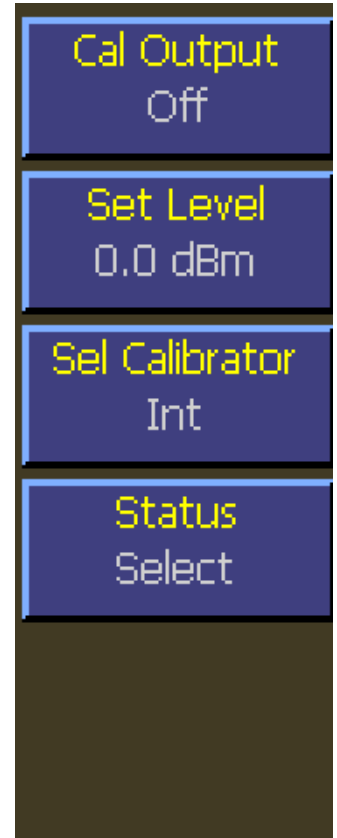 Cal Output
Off
Set Level
0.0 dBm
Sel Calibrator
Int
Status
Select